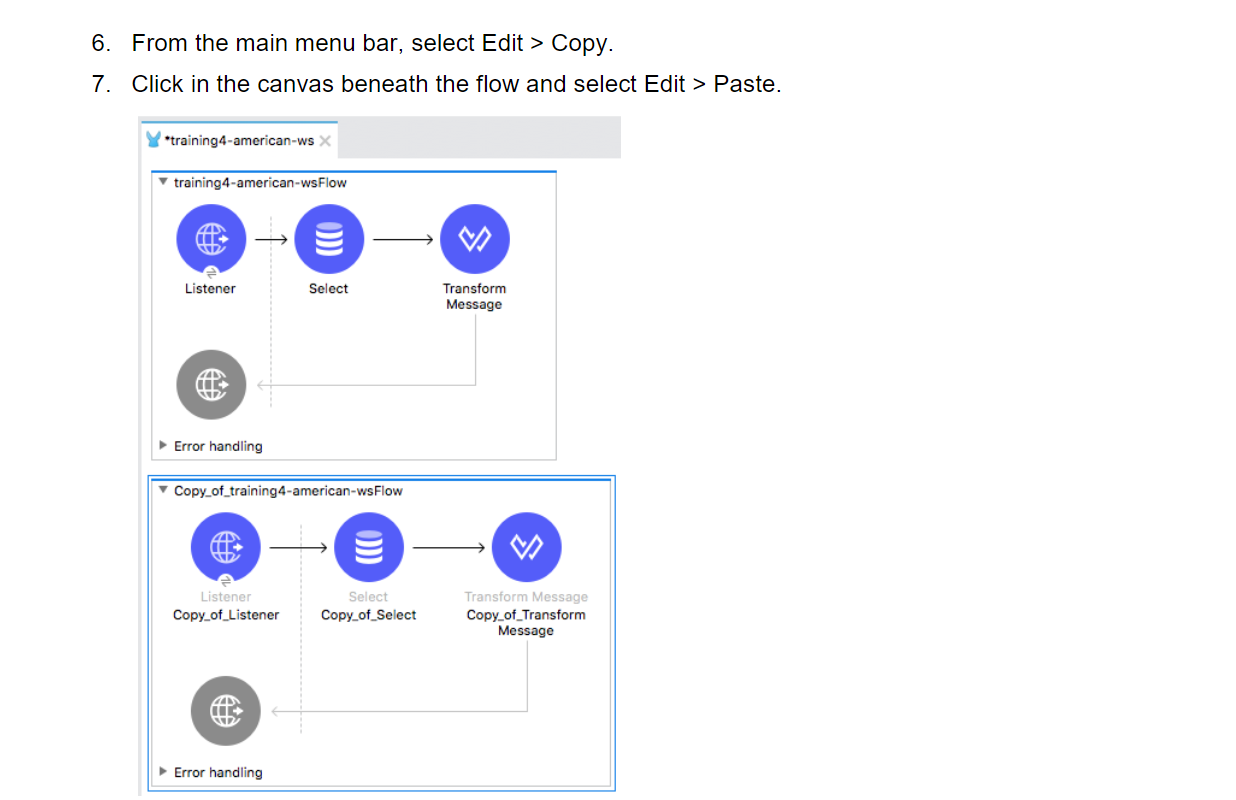 6. From the main menu bar, select Edit > Copy.
7. Click in the canvas beneath the flow and select Edit > Paste.
*training4-american-ws
training4-american-wsFlow
Listener
Select
Transform
Message
Error handling
Copy_of_training4-american-wsFlow
Listener
Select
Transform Message
Copy_of_Listener
Copy_of_Select
Copy_of_Transform
Message
Error handling